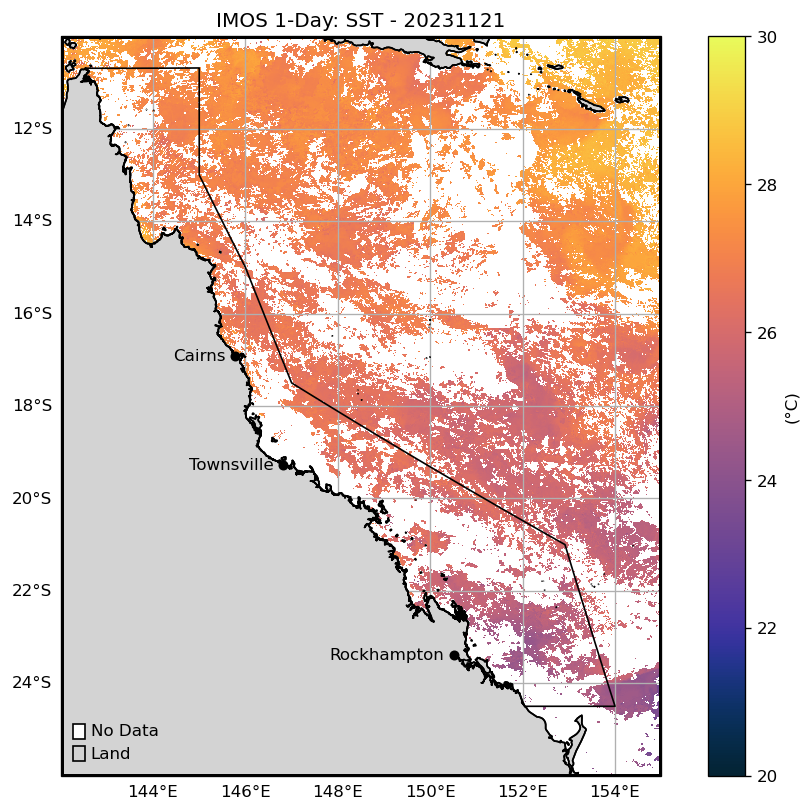 IMOS 1-Day: SST - 20231121
12°S
14°S
16°S
18°S
20°S
22°S
24°S
Cairns
Townsville
Rockhampton
No Data
Land
144°E 146°E 148°E 150°E 152°E 154°E
30
28
26
24
22
20
(°C)